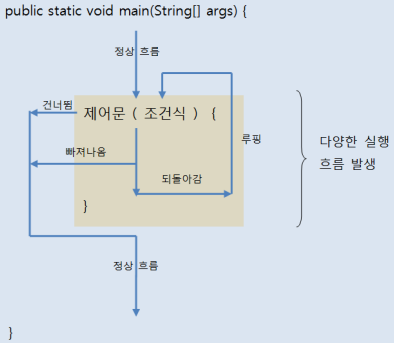 public static void main(String[] args) {
정상 흐름
건너뜀
제어문 ( 조건식 ) {
루핑
다양한 실행
흐름 발생
빠져나옴
되돌아감
}
정상 흐름
}